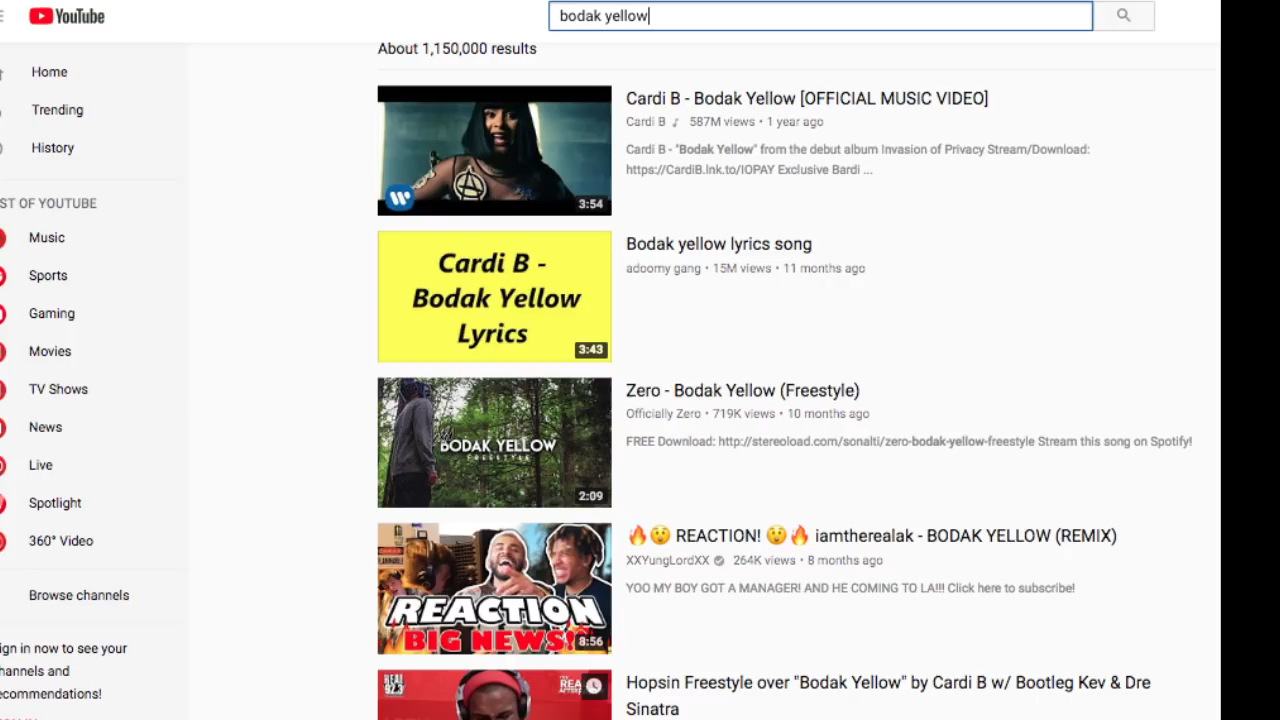 YouTube
bodak yellow
About 1,150,000 results
Home
Trending
History
ST OF YOUTUBE
Music
Sports
Gaming
Movies
TV Shows
News
Live
Spotlight
360° Video
Browse channels
ign in now to see your
hannels and
ecommendations!
Cardi B - Bodak Yellow [OFFICIAL MUSIC VIDEO]
Cardi B ♪ 587M views • 1 year ago
Cardi B - "Bodak Yellow" from the debut album Invasion of Privacy Stream/Download:
https://CardiB.lnk.to/IOPAY Exclusive Bardi ...
3:54
Cardi B -
Bodak Yellow
Lyrics
3:43
Bodak yellow lyrics song
adoomy gang • 15M views • 11 months ago
BODAK YELLOW
FREESTYLE
2:09
Zero - Bodak Yellow (Freestyle)
Officially Zero • 719K views • 10 months ago
FREE Download: http://stereoload.com/sonalti/zero-bodak-yellow-freestyle Stream this song on Spotify!
REACTION
BIG NEWS!
8:56
🔥😲 REACTION! 😲🔥 iamtherealak - BODAK YELLOW (REMIX)
XXYungLordXX 264K views • 8 months ago
YOO MY BOY GOT A MANAGER! AND HE COMING TO LA!!! Click here to subscribe!
REAL
92.3
Hopsin Freestyle over "Bodak Yellow" by Cardi B w/ Bootleg Kev & Dre
Sinatra